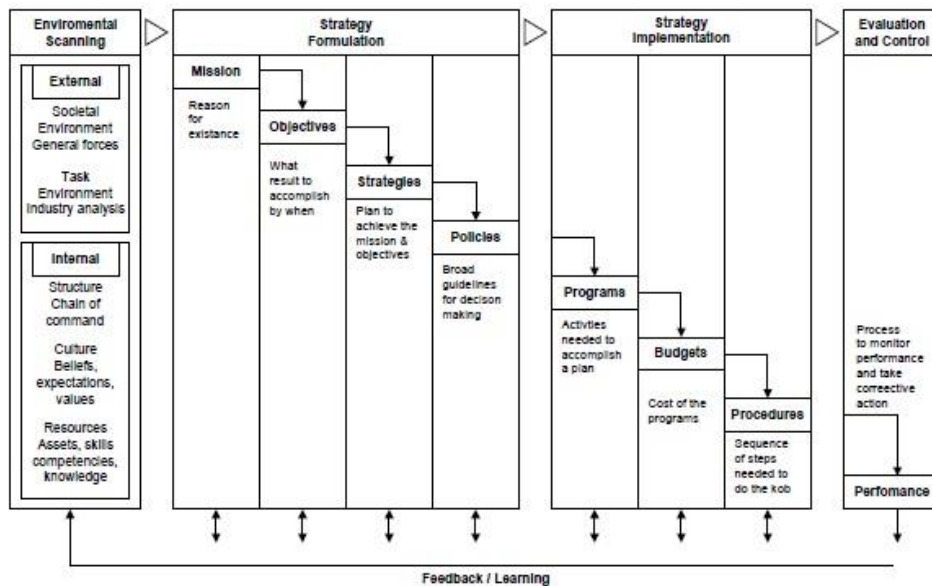 Enviromental
Scanning
External
Societal
Environment
General forces
Task
Environment
Industry analysis
Internal
Structure
Chain of
command
Culture
Beliefs,
expectations,
values
Resources
Assets, skills
competencies,
knowledge
Strategy
Formulation
Mission
Reason
for
existance
Objectives
What
result to
accomplish
by when
Strategies
Plan to
achieve the
mission &
objectives
Policies
Broad
guidelines
for decison
making
Strategy
Implementation
Programs
Activties
needed to
accomplish
a plan
Budgets
Cost of the
programs
Procedures
Sequence
of steps
needed to
do the kob
Evaluation
and Control
Process
to monitor
performance
and take
correective
action
Perfomance
Feedback / Learning